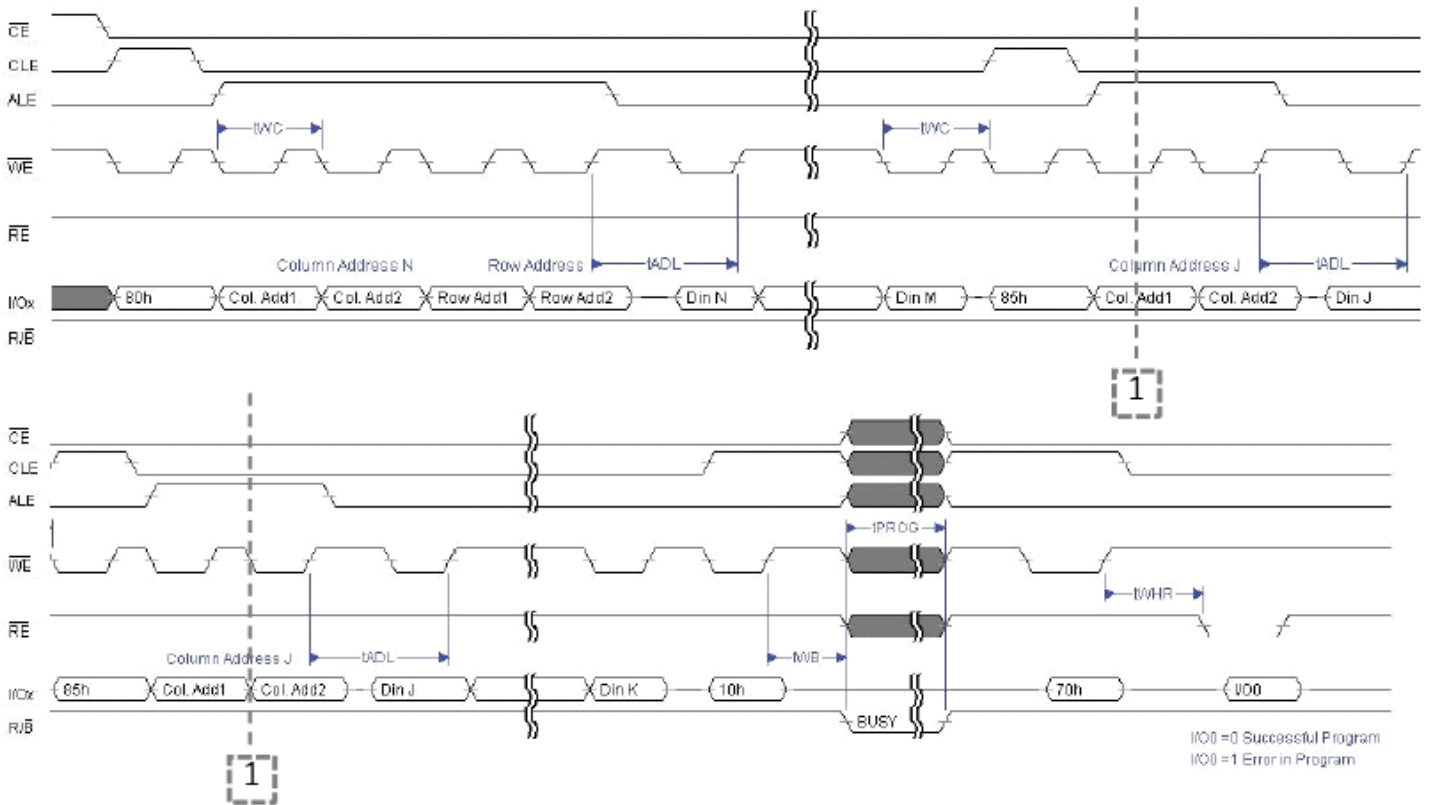 CE
CLE
ALE
tWC tWC
WE
RE
Column Address N Row Address tADL Column Address J tADL
I/Ox 80h Col. Add1 Col. Add2 Row Add1 Row Add2 Din N Din M 85h Col. Add1 Col. Add2 Din J
R/B
1
CE
CLE
ALE
tPROG
WE
tWHR
RE
Column Address J tADL tWB
I/Ox 85h Col. Add1 Col. Add2 Din J Din K 10h 70h I/O0
R/B BUSY
I/O0 =0 Successful Program
I/O0 =1 Error in Program
1